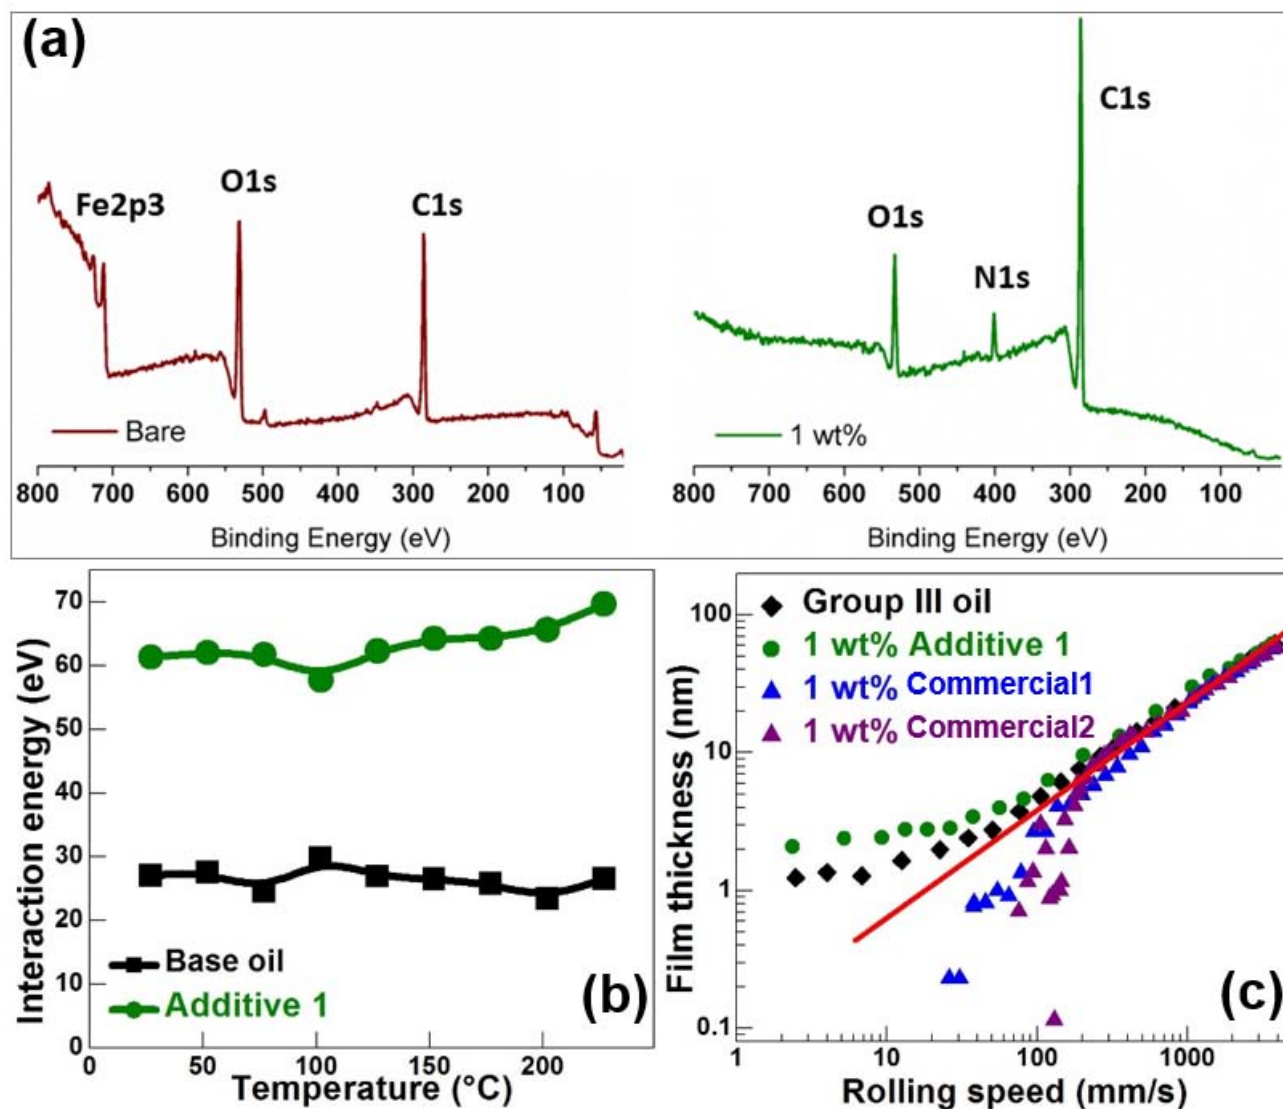 (a)
Fe2p3
O1s
C1s
Bare
800 700 600 500 400 300 200 100
Binding Energy (eV)
C1s
O1s
N1s
1 wt%
800 700 600 500 400 300 200 100
Binding Energy (eV)
Interaction energy (eV)
70
60
50
40
30
20
10
0
Base oil
Additive 1
(b)
0 50 100 150 200
Temperature (°C)
Film thickness (nm)
100
10
1
0.1
Group III oil
1 wt% Additive 1
1 wt% Commercial1
1 wt% Commercial2
(c)
1 10 100 1000
Rolling speed (mm/s)